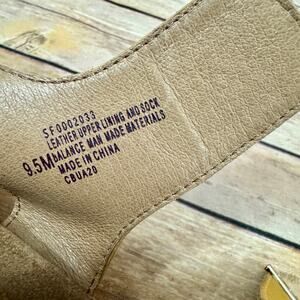 SF0002033
LEATHER UPPER LINING AND SOCK
9.5M BALANCE MAN MADE MATERIALS
MADE IN CHINA
CBUA20